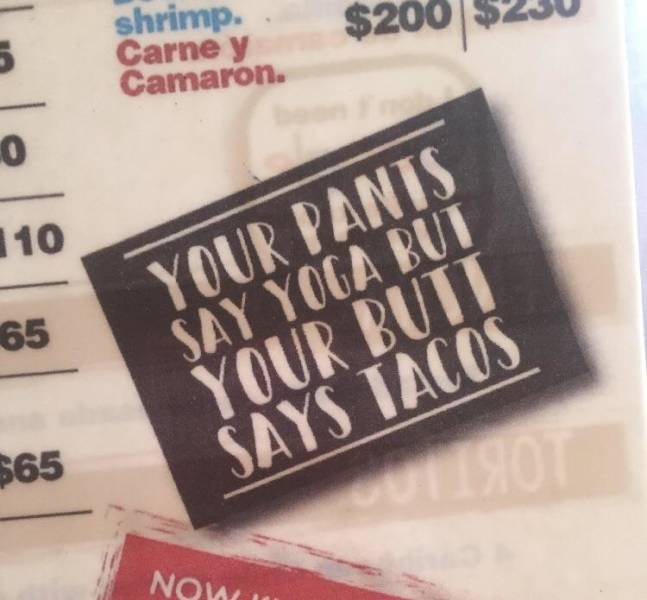 shrimp.
Carne y
Camaron.
$200 $230
5
0
110
65
$65
YOUR PANTS
SAY YOGA BUT
YOUR BUTT
SAYS TACOS
NOW